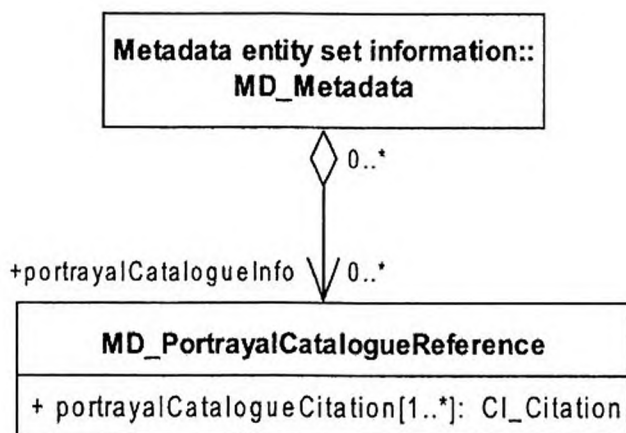 Metadata entity set information::
MD_Metadata
0..*
+portrayalCatalogueInfo 0..*
MD_PortrayalCatalogueReference
+ portrayalCatalogueCitation[1..*]: CI_Citation